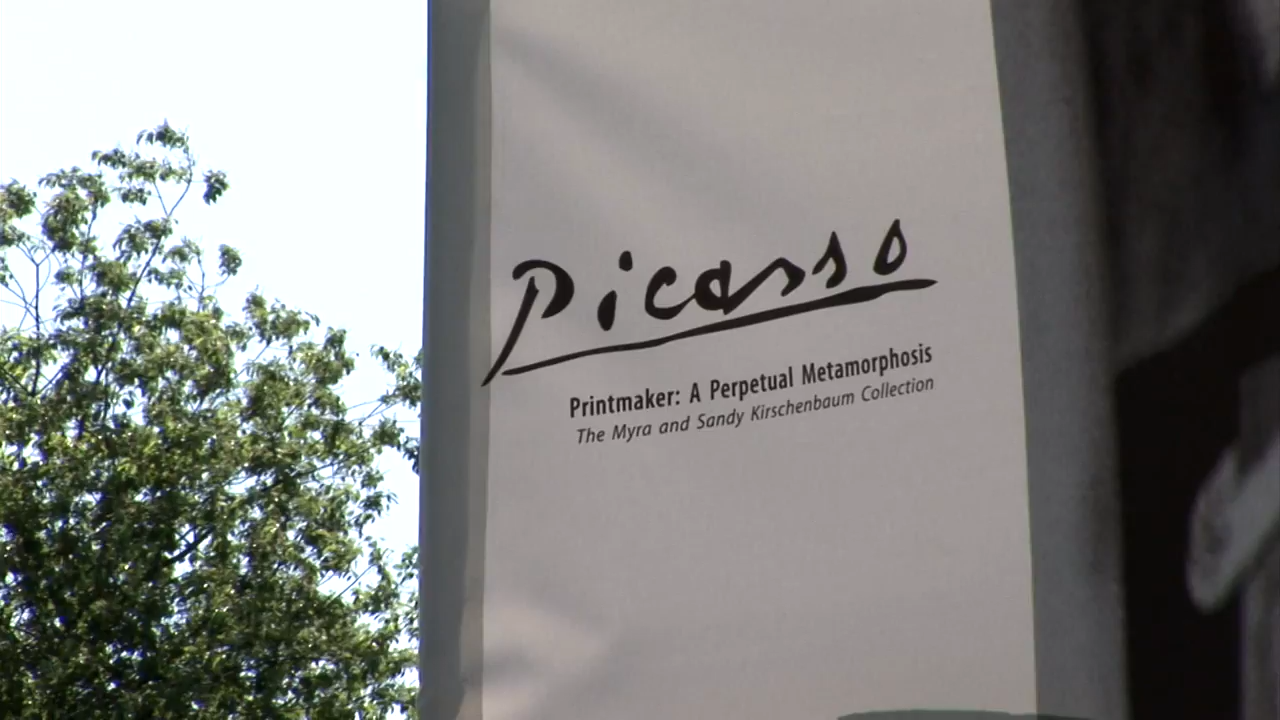 Picasso
Printmaker: A Perpetual Metamorphosis
The Myra and Sandy Kirschenbaum Collection